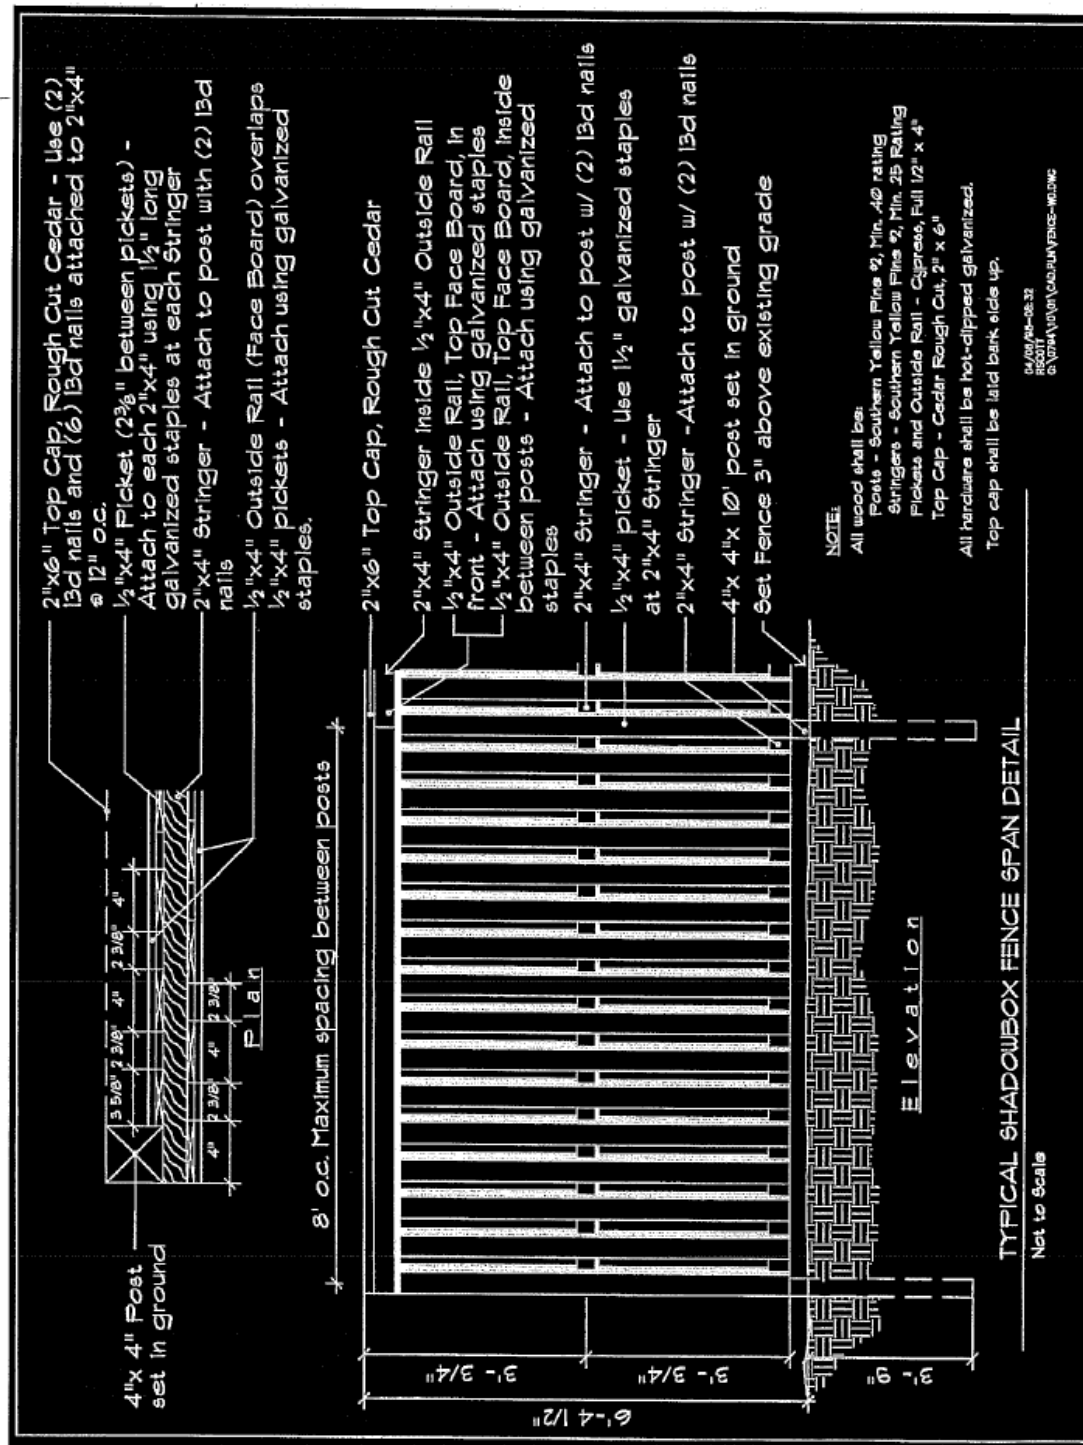 2"x6" Top Cap, Rough Cut Cedar - Use (2)
13d nails and (6) 13d nails attached to 2"x4"
@ 12" o.c.
1/2"x4" Picket (2 3/8" between pickets) -
Attach to each 2"x4" using 1 1/2" long
galvanized staples at each Stringer
2"x4" Stringer - Attach to post with (2) 13d
nails
1/2"x4" Outside Rail (Face Board) overlaps
1/2"x4" pickets - Attach using galvanized
staples.
4"x 4" Post
set in ground
3 5/8" 2 3/8" 4" 2 3/8" 4"
4" 2 3/8" 4" 2 3/8"
Plan
8' o.c. Maximum spacing between posts
2"x6" Top Cap, Rough Cut Cedar
2"x4" Stringer Inside 1/2"x4" Outside Rail
1/2"x4" Outside Rail, Top Face Board, in
front - Attach using galvanized staples
1/2"x4" Outside Rail, Top Face Board, Inside
between posts - Attach using galvanized
staples
2"x4" Stringer - Attach to post w/ (2) 13d nails
1/2"x4" picket - Use 1 1/2" galvanized staples
at 2"x4" Stringer
2"x4" Stringer -Attach to post w/ (2) 13d nails
4"x 4"x 10' post set in ground
Set Fence 3" above existing grade
3'- 3/4"
3'- 3/4"
6'-4 1/2"
3'- 9"
Elevation
NOTE:
All wood shall be:
Posts - Southern Yellow Pine #2, Min. .40 rating
Stringers - Southern Yellow Pine #2, Min. .25 Rating
Pickets and Outside Rail - Cypress, Full 1/2" x 4"
Top Cap - Cedar Rough Cut, 2" x 6"
All hardware shall be hot-dipped galvanized.
Top cap shall be laid bark side up.
TYPICAL SHADOWBOX FENCE SPAN DETAIL
Not to Scale
RSCOTT